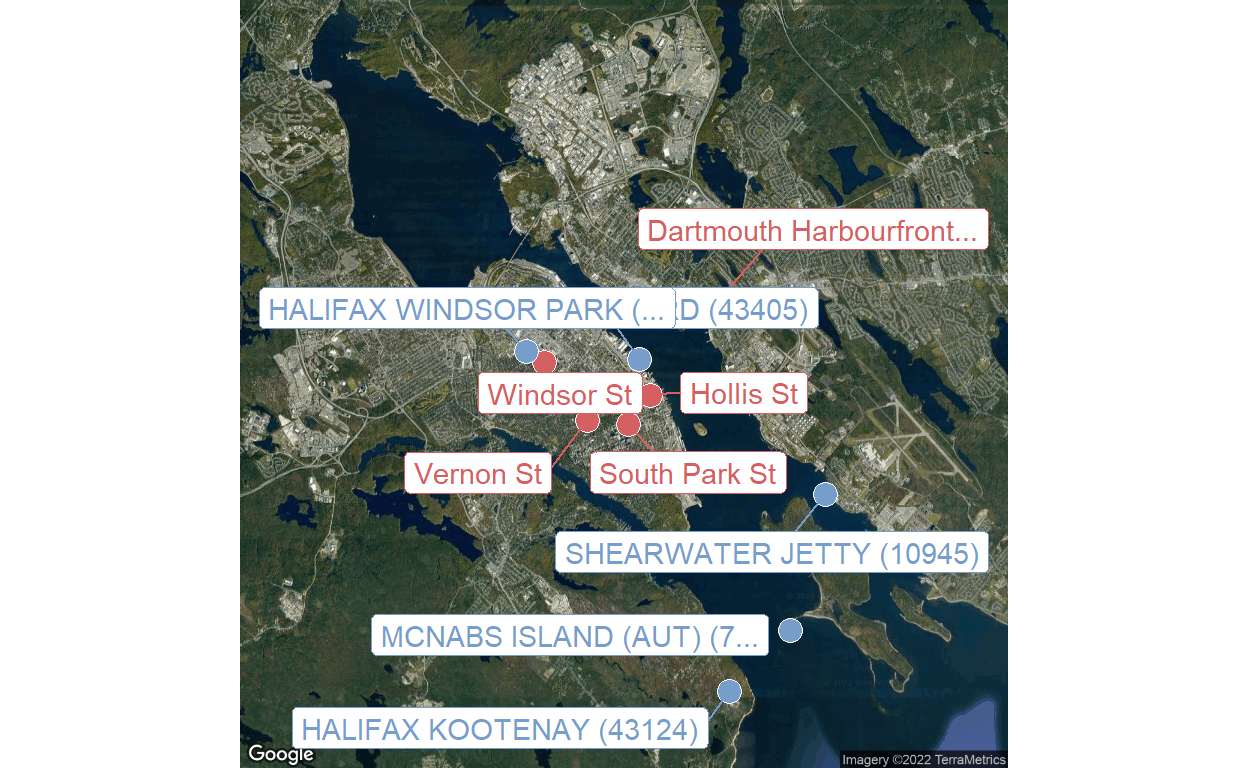 Dartmouth Harbourfront...
HALIFAX WINDSOR PARK (... D (43405)
Windsor St
Hollis St
Vernon St
South Park St
SHEARWATER JETTY (10945)
MCNABS ISLAND (AUT) (7...
HALIFAX KOOTENAY (43124)
Google
Imagery ©2022 TerraMetrics